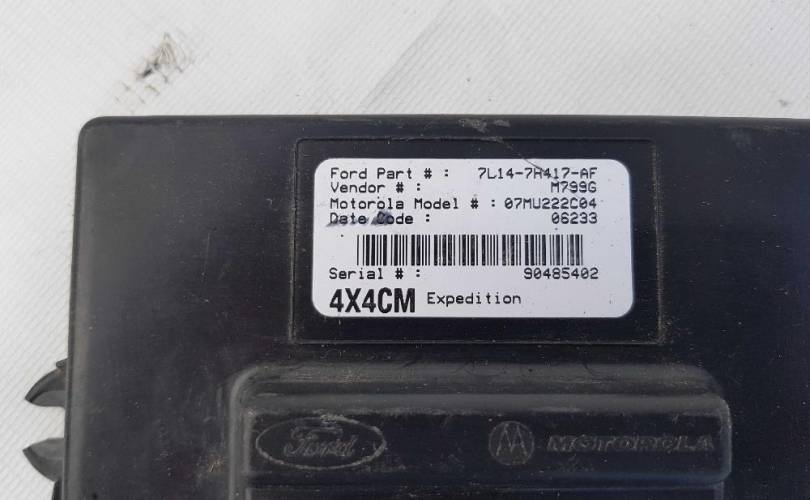 Ford Part # : 7L14-7H417-AF
Vendor # : M799G
Motorola Model # : 07MU222C04
Date Code : 06233
Serial # : 90485402
4X4CM Expedition
Ford MOTOROLA